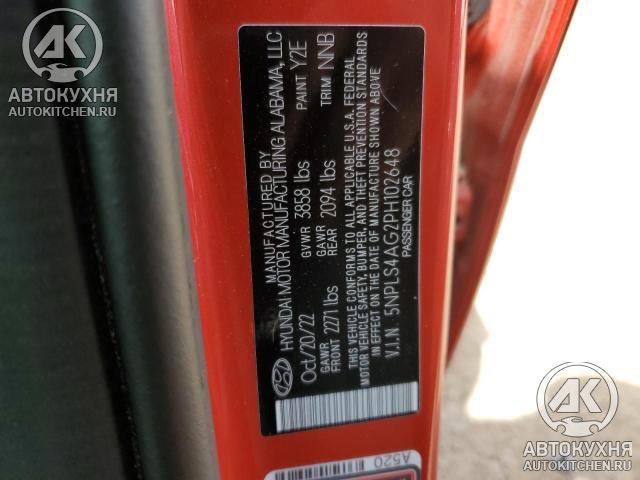 MANUFACTURED BY
HYUNDAI MOTOR MANUFACTURING ALABAMA, LLC
Oct/20/22 GVWR 3858 lbs PAINT Y2E
GAWR FRONT 2271 lbs GAWR REAR 2094 lbs TRIM NNB
THIS VEHICLE CONFORMS TO ALL APPLICABLE U.S.A. FEDERAL
MOTOR VEHICLE SAFETY, BUMPER, AND THEFT PREVENTION STANDARDS
IN EFFECT ON THE DATE OF MANUFACTURE SHOWN ABOVE
V.I.N. 5NPLS4AG2PH102648
PASSENGER CAR
A520
АК
АВТОКУХНЯ
AUTOKITCHEN.RU
АК
АВТОКУХНЯ
AUTOKITCHEN.RU